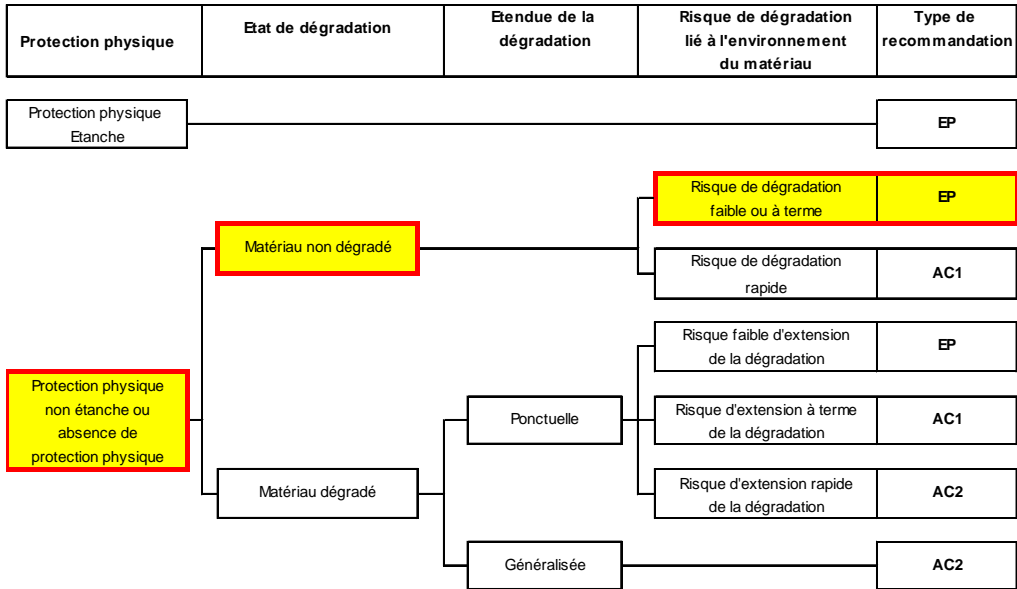 Protection physique
Etat de dégradation
Etendue de la
dégradation
Risque de dégradation
lié à l'environnement
du matériau
Type de
recommandation
Protection physique
Etanche
EP
Risque de dégradation
faible ou à terme
EP
Matériau non dégradé
Risque de dégradation
rapide
AC1
Risque faible d'extension
de la dégradation
EP
Protection physique
non étanche ou
absence de
protection physique
Ponctuelle
Risque d'extension à terme
de la dégradation
AC1
Matériau dégradé
Risque d'extension rapide
de la dégradation
AC2
Généralisée
AC2